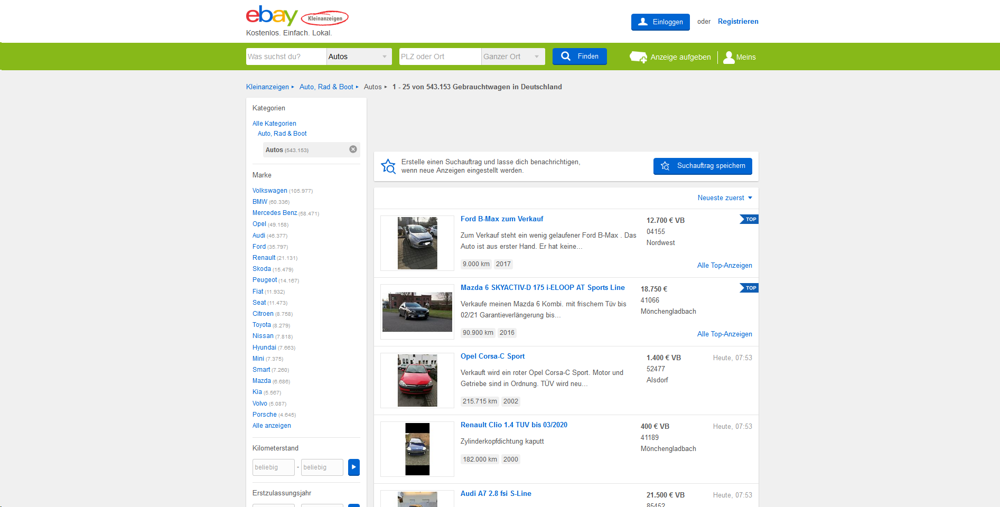 ebay Kleinanzeigen
Kostenlos. Einfach. Lokal.
Einloggen oder Registrieren
Was suchst du? Autos PLZ oder Ort Ganzer Ort Finden Anzeige aufgeben Meins
Kleinanzeigen Auto, Rad & Boot Autos 1 - 25 von 543.153 Gebrauchtwagen in Deutschland
Kategorien
Alle Kategorien
Auto, Rad & Boot
Autos (543.153)
Marke
Volkswagen (105.977)
BMW (60.336)
Mercedes Benz (58.471)
Opel (49.158)
Audi (46.377)
Ford (35.797)
Renault (21.131)
Skoda (15.479)
Peugeot (14.167)
Fiat (11.932)
Seat (11.473)
Citroen (8.758)
Toyota (8.279)
Nissan (7.818)
Hyundai (7.663)
Mini (7.375)
Smart (7.260)
Mazda (6.686)
Kia (5.567)
Volvo (5.087)
Porsche (4.645)
Alle anzeigen
Kilometerstand
beliebig - beliebig
Erstzulassungsjahr
Erstelle einen Suchauftrag und lasse dich benachrichtigen,
wenn neue Anzeigen eingestellt werden.
Suchauftrag speichern
Neueste zuerst
Ford B-Max zum Verkauf
Zum Verkauf steht ein wenig gelaufener Ford B-Max . Das
Auto ist aus erster Hand. Er hat keine...
9.000 km 2017
12.700 € VB
04155
Nordwest
TOP
Alle Top-Anzeigen
Mazda 6 SKYACTIV-D 175 i-ELOOP AT Sports Line
Verkaufe meinen Mazda 6 Kombi. mit frischem Tüv bis
02/21 Garantieverlängerung bis...
90.900 km 2016
18.750 €
41066
Mönchengladbach
TOP
Alle Top-Anzeigen
Opel Corsa-C Sport
Verkauft wird ein roter Opel Corsa-C Sport. Motor und
Getriebe sind in Ordnung. TÜV wird neu...
215.715 km 2002
1.400 € VB
52477
Alsdorf
Heute, 07:53
Renault Clio 1.4 TUV bis 03/2020
Zylinderkopfdichtung kaputt
182.000 km 2000
400 € VB
41189
Mönchengladbach
Heute, 07:53
Audi A7 2.8 fsi S-Line
21.500 € VB
85452
Heute, 07:53